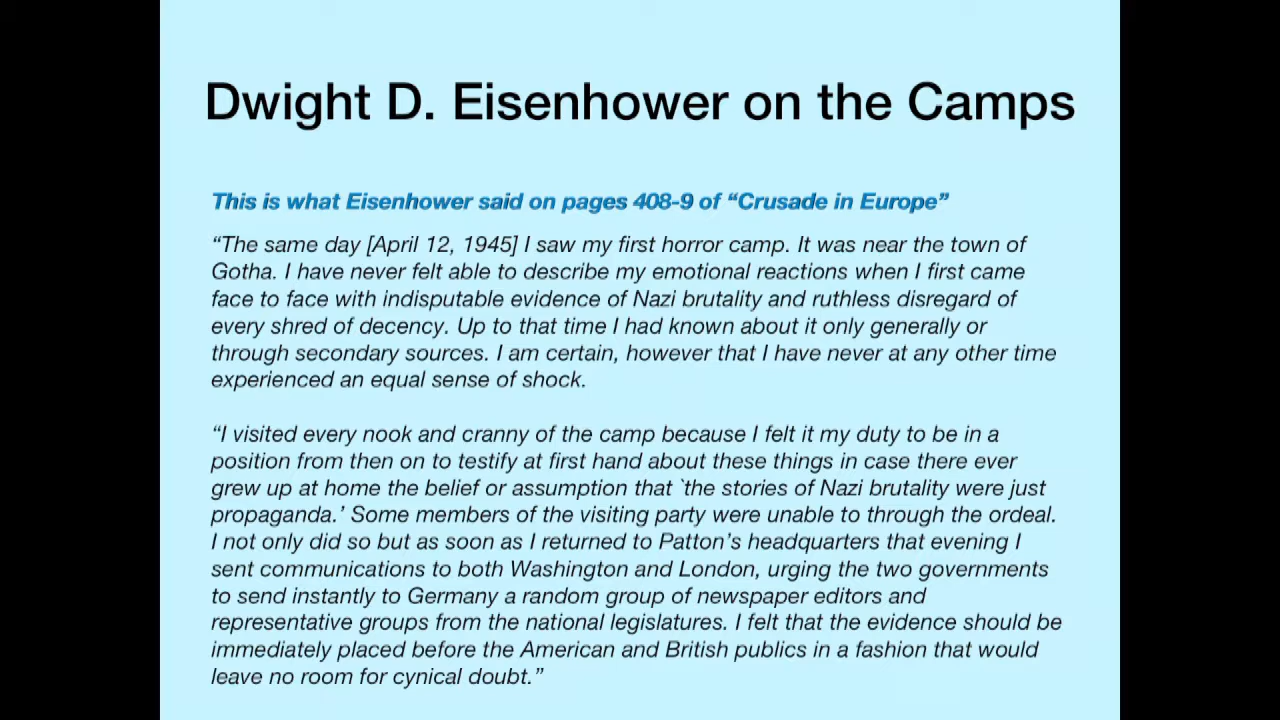 Dwight D. Eisenhower on the Camps
This is what Eisenhower said on pages 408-9 of “Crusade in Europe”
“The same day [April 12, 1945] I saw my first horror camp. It was near the town of
Gotha. I have never felt able to describe my emotional reactions when I first came
face to face with indisputable evidence of Nazi brutality and ruthless disregard of
every shred of decency. Up to that time I had known about it only generally or
through secondary sources. I am certain, however that I have never at any other time
experienced an equal sense of shock.
“I visited every nook and cranny of the camp because I felt it my duty to be in a
position from then on to testify at first hand about these things in case there ever
grew up at home the belief or assumption that `the stories of Nazi brutality were just
propaganda.’ Some members of the visiting party were unable to through the ordeal.
I not only did so but as soon as I returned to Patton’s headquarters that evening I
sent communications to both Washington and London, urging the two governments
to send instantly to Germany a random group of newspaper editors and
representative groups from the national legislatures. I felt that the evidence should be
immediately placed before the American and British publics in a fashion that would
leave no room for cynical doubt.”